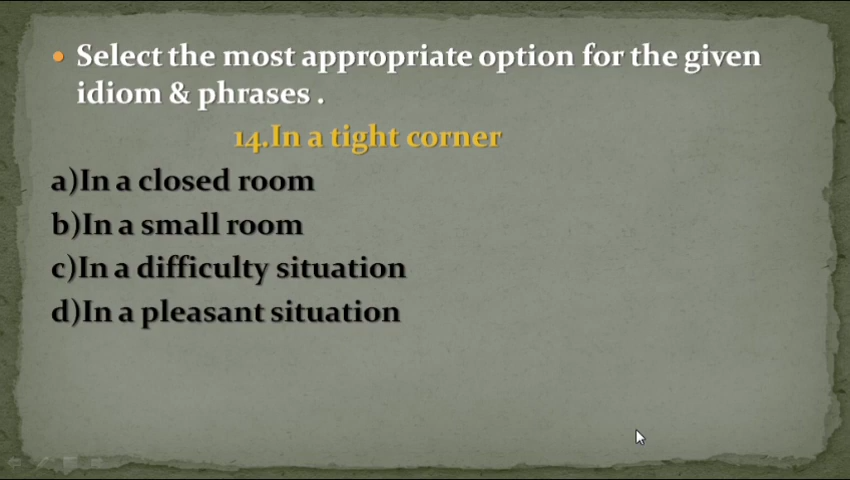 • Select the most appropriate option for the given
idiom & phrases .
14.In a tight corner
a)In a closed room
b)In a small room
c)In a difficulty situation
d)In a pleasant situation